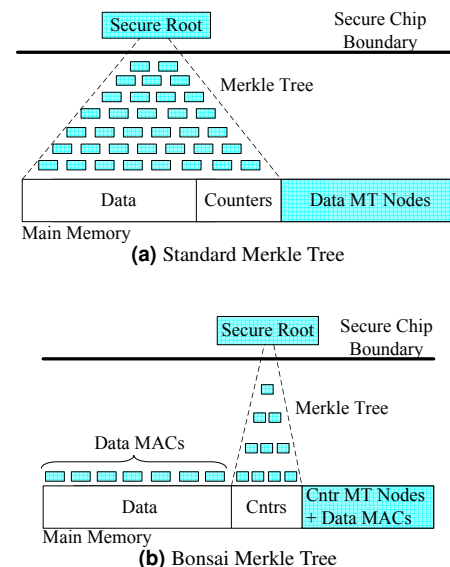 Secure Root
Secure Chip
Boundary
Merkle Tree
Data
Counters
Data MT Nodes
Main Memory
(a) Standard Merkle Tree
Secure Root
Secure Chip
Boundary
Merkle Tree
Data MACs
Data
Cntrs
Cntr MT Nodes
+ Data MACs
Main Memory
(b) Bonsai Merkle Tree